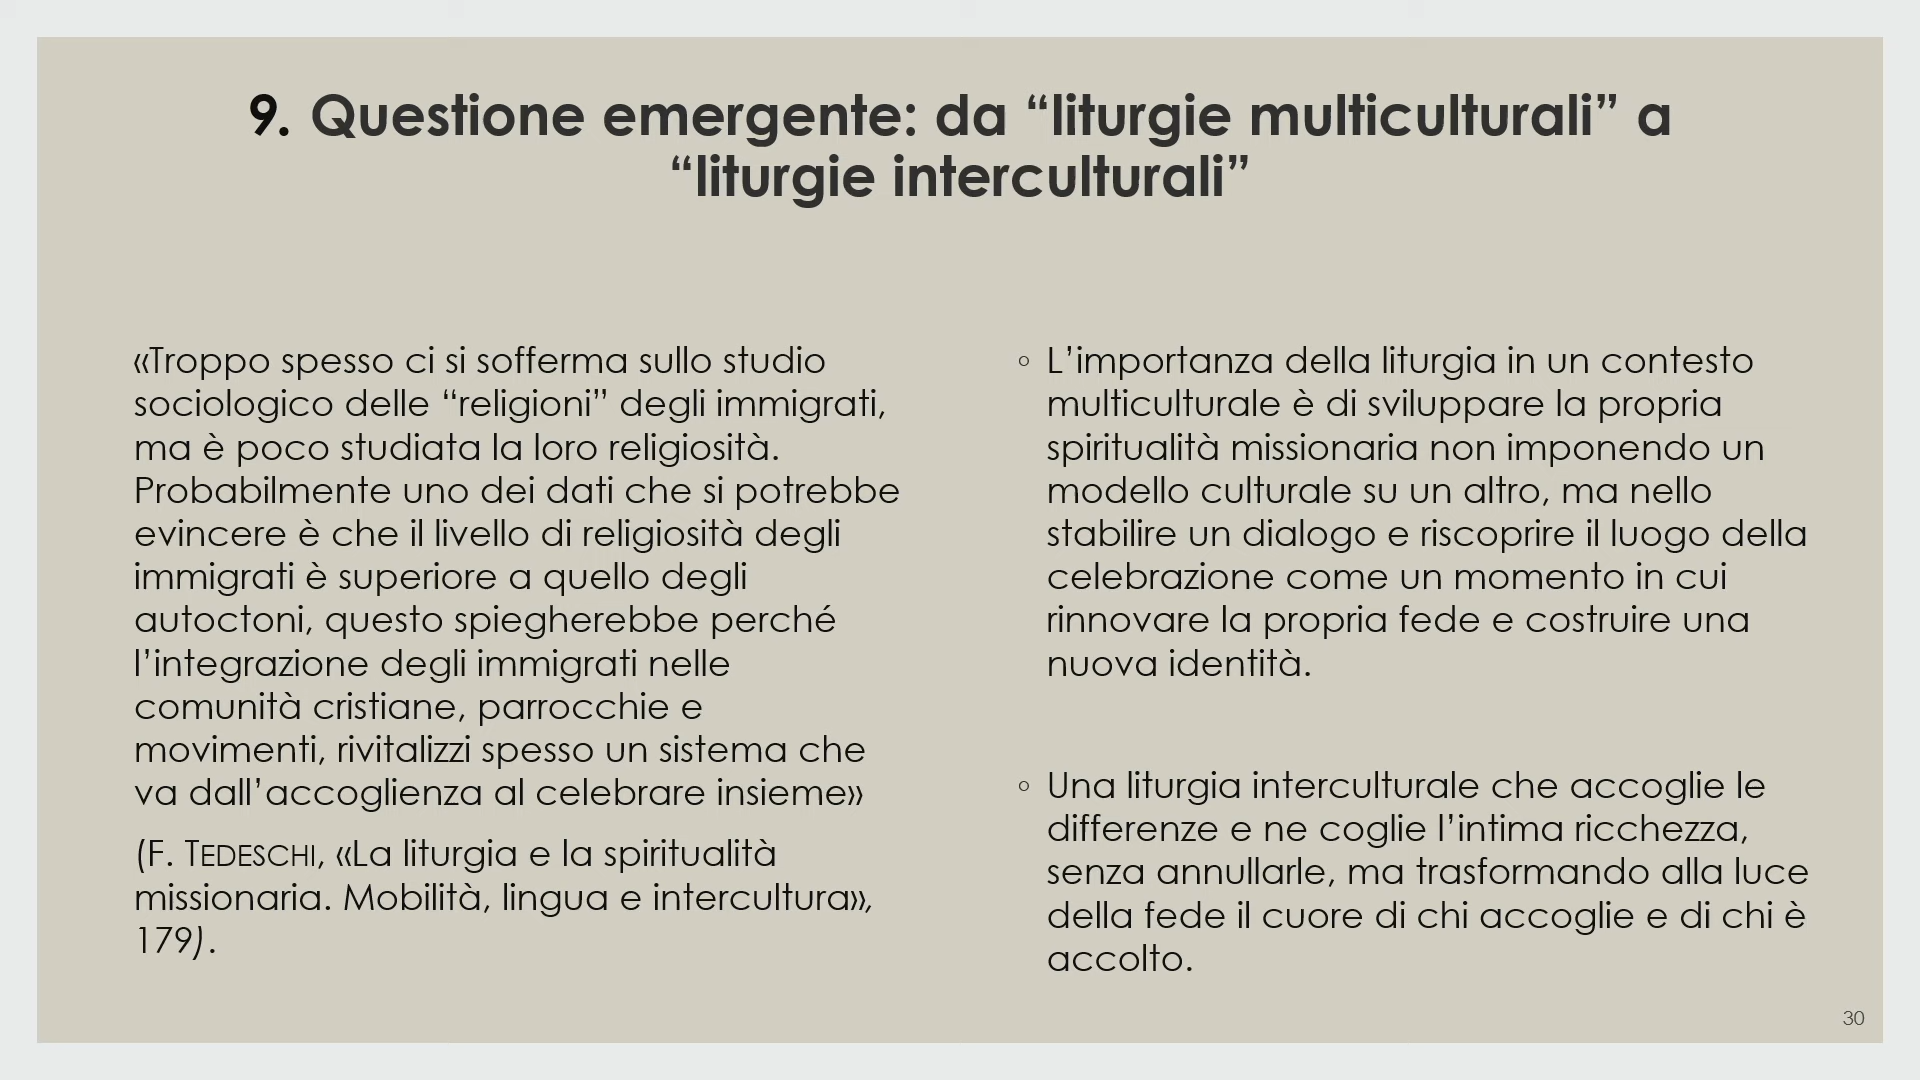 9. Questione emergente: da “liturgie multiculturali” a
“liturgie interculturali”
«Troppo spesso ci si sofferma sullo studio
sociologico delle “religioni” degli immigrati,
ma è poco studiata la loro religiosità.
Probabilmente uno dei dati che si potrebbe
evincere è che il livello di religiosità degli
immigrati è superiore a quello degli
autoctoni, questo spiegherebbe perché
l’integrazione degli immigrati nelle
comunità cristiane, parrocchie e
movimenti, rivitalizzi spesso un sistema che
va dall’accoglienza al celebrare insieme»
(F. TEDESCHI, «La liturgia e la spiritualità
missionaria. Mobilità, lingua e intercultura»,
179).
◦ L’importanza della liturgia in un contesto
multiculturale è di sviluppare la propria
spiritualità missionaria non imponendo un
modello culturale su un altro, ma nello
stabilire un dialogo e riscoprire il luogo della
celebrazione come un momento in cui
rinnovare la propria fede e costruire una
nuova identità.
◦ Una liturgia interculturale che accoglie le
differenze e ne coglie l’intima ricchezza,
senza annullarle, ma trasformando alla luce
della fede il cuore di chi accoglie e di chi è
accolto.
30